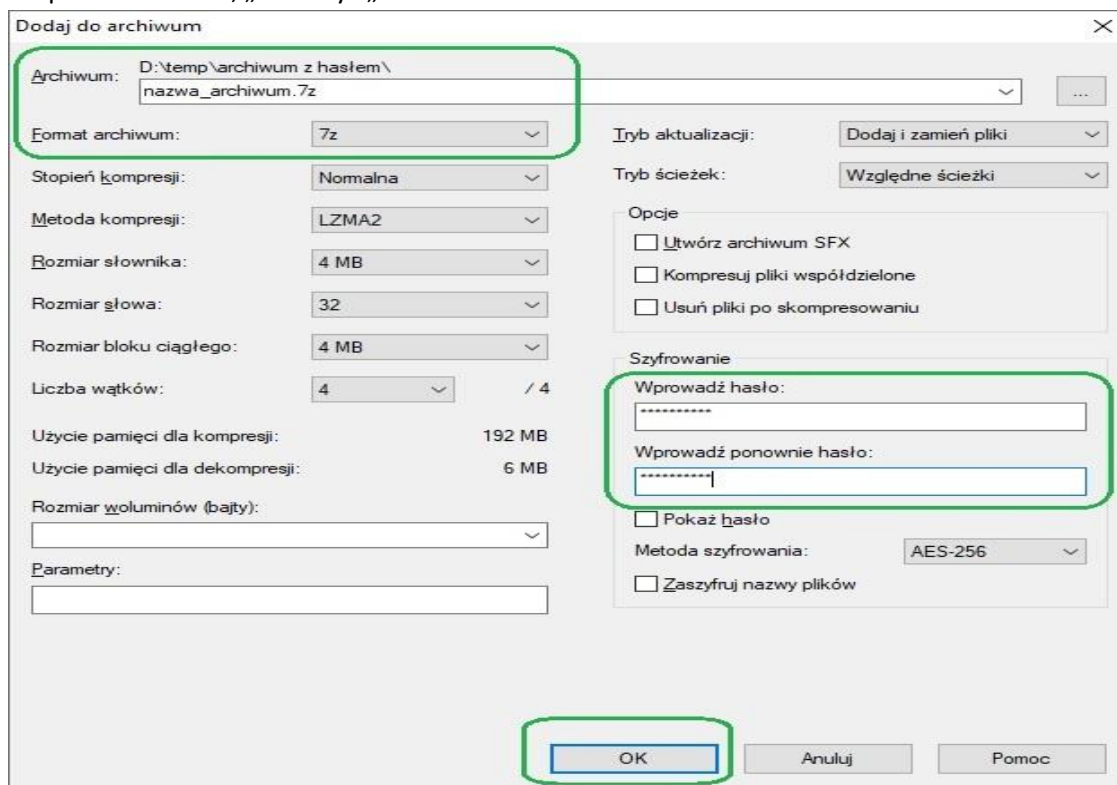 Dodaj do archiwum
Archiwum: D:\temp\archiwum z hasłem\
nazwa_archiwum.7z
...
Format archiwum: 7z
Tryb aktualizacji: Dodaj i zamień pliki
Stopień kompresji: Normalna
Tryb ścieżek: Względne ścieżki
Metoda kompresji: LZMA2
Rozmiar słownika: 4 MB
Rozmiar słowa: 32
Rozmiar bloku ciągłego: 4 MB
Liczba wątków: 4 / 4
Użycie pamięci dla kompresji: 192 MB
Użycie pamięci dla dekompresji: 6 MB
Rozmiar woluminów (bajty):
Parametry:
Opcje
Utwórz archiwum SFX
Kompresuj pliki współdzielone
Usuń pliki po skompresowaniu
Szyfrowanie
Wprowadź hasło:
**********
Wprowadź ponownie hasło:
**********
Pokaż hasło
Metoda szyfrowania: AES-256
Zaszyfruj nazwy plików
OK
Anuluj
Pomoc